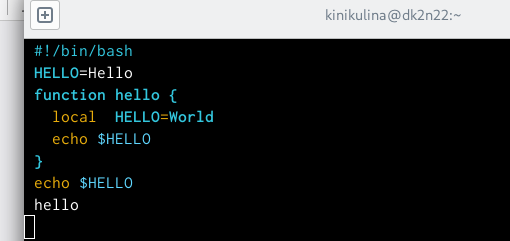 kinikulina@dk2n22:~
#!/bin/bash
HELLO=Hello
function hello {
  local  HELLO=World
  echo $HELLO
}
echo $HELLO
hello